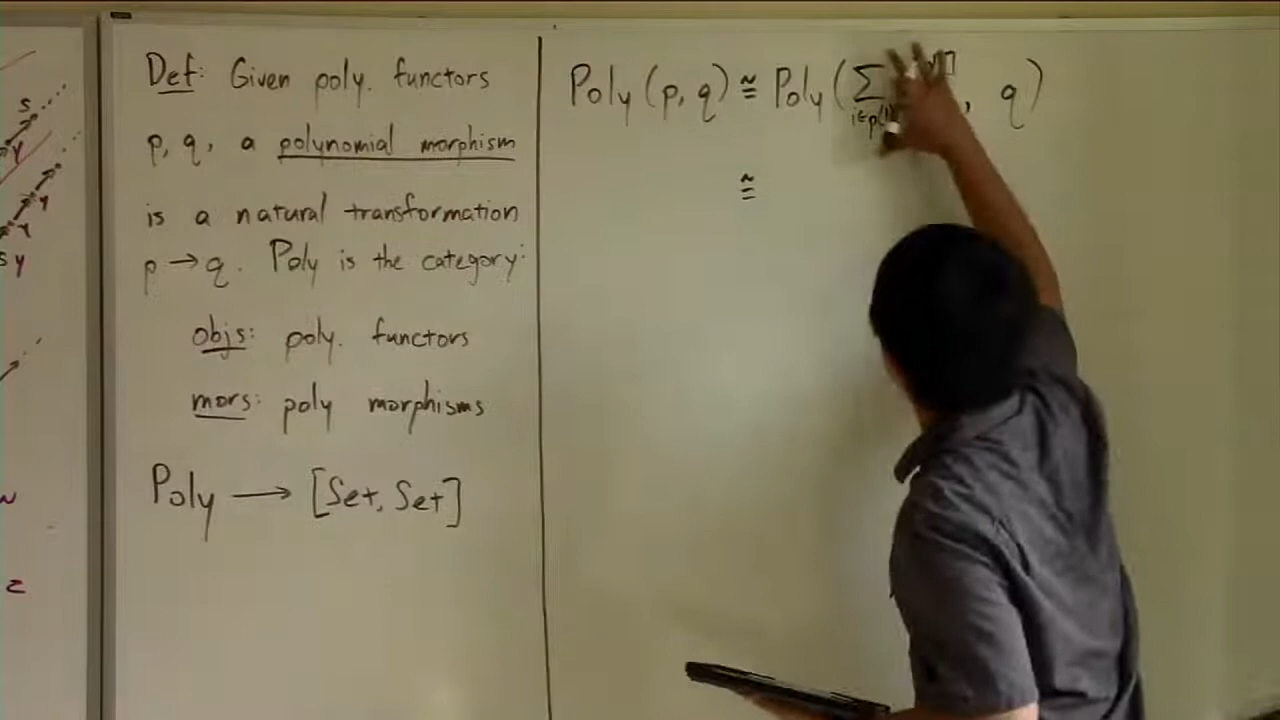 Def: Given poly. functors
p, q, a polynomial morphism
is a natural transformation
p → q. Poly is the category:
objs: poly. functors
mors: poly morphisms
Poly → [Set, Set]
Poly (p, q) ≅ Poly ( Σ , q )
i∈p(1
≅
s
Y
Y
Y
s y
z